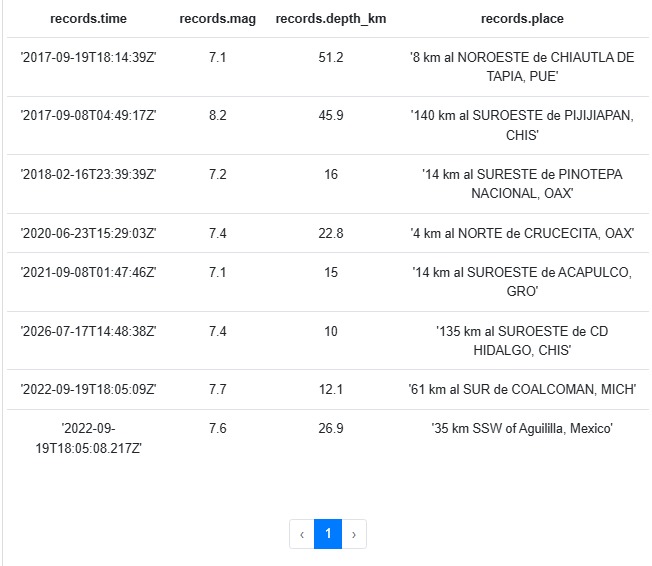 records.time records.mag records.depth_km records.place
'2017-09-19T18:14:39Z' 7.1 51.2 '8 km al NOROESTE de CHIAUTLA DE
TAPIA, PUE'
'2017-09-08T04:49:17Z' 8.2 45.9 '140 km al SUROESTE de PIJIJIAPAN,
CHIS'
'2018-02-16T23:39:39Z' 7.2 16 '14 km al SURESTE de PINOTEPA
NACIONAL, OAX'
'2020-06-23T15:29:03Z' 7.4 22.8 '4 km al NORTE de CRUCECITA, OAX'
'2021-09-08T01:47:46Z' 7.1 15 '14 km al SUROESTE de ACAPULCO,
GRO'
'2026-07-17T14:48:38Z' 7.4 10 '135 km al SUROESTE de CD
HIDALGO, CHIS'
'2022-09-19T18:05:09Z' 7.7 12.1 '61 km al SUR de COALCOMAN, MICH'
'2022-09- 7.6 26.9 '35 km SSW of Aguililla, Mexico'
19T18:05:08.217Z'
‹ 1 ›